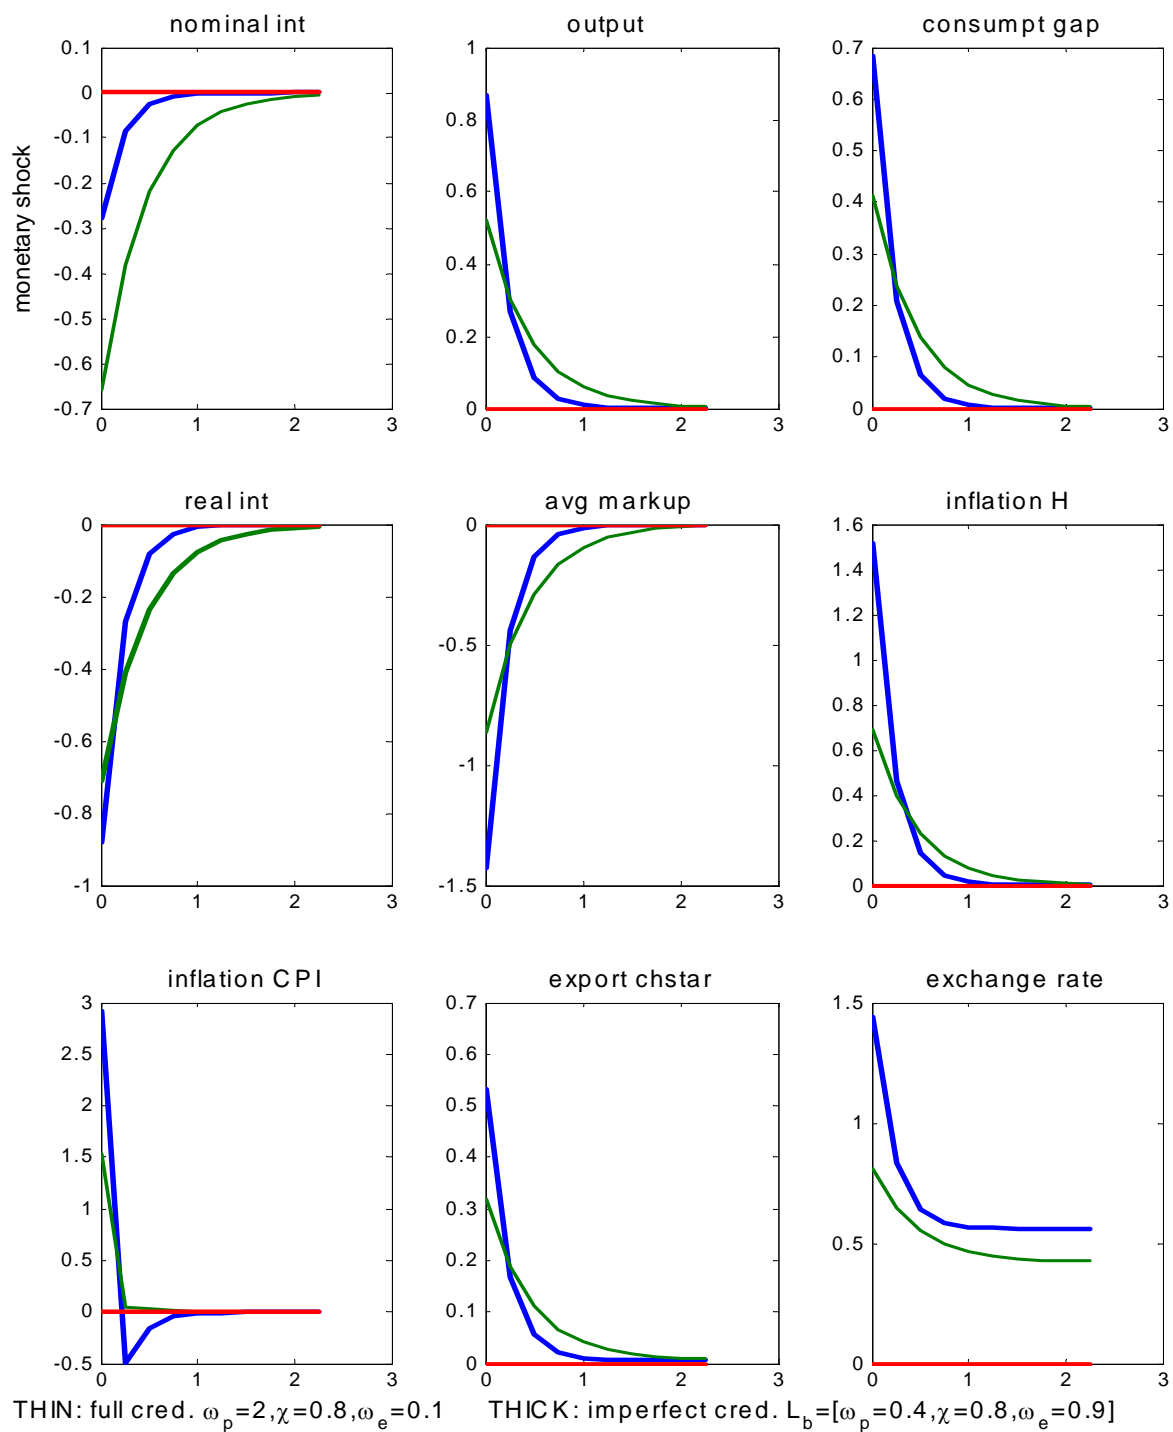 nominal int output consumpt gap
monetary shock
0.1 1 0.7
0 0.8 0.6
-0.1 0.6 0.5
-0.2 0.4 0.4
-0.3 0.2 0.3
-0.4 0 0.2
-0.5 0.1
-0.6 0
-0.7
0 1 2 3 0 1 2 3 0 1 2 3
real int avg markup inflation H
0 0 1.6
-0.2 -0.5 1.4
-0.4 -1 1.2
-0.6 -1.5 1
-0.8 0.8
-1 0.6
0.4
0.2
0
0 1 2 3 0 1 2 3 0 1 2 3
inflation CPI export chstar exchange rate
3 0.7 1.5
2.5 0.6 1
2 0.5 0.5
1.5 0.4 0
1 0.3
0.5 0.2
0 0.1
-0.5 0
0 1 2 3 0 1 2 3 0 1 2 3
THIN: full cred. ω_p=2,χ=0.8,ω_e=0.1 THICK: imperfect cred. L_b=[ω_p=0.4,χ=0.8,ω_e=0.9]